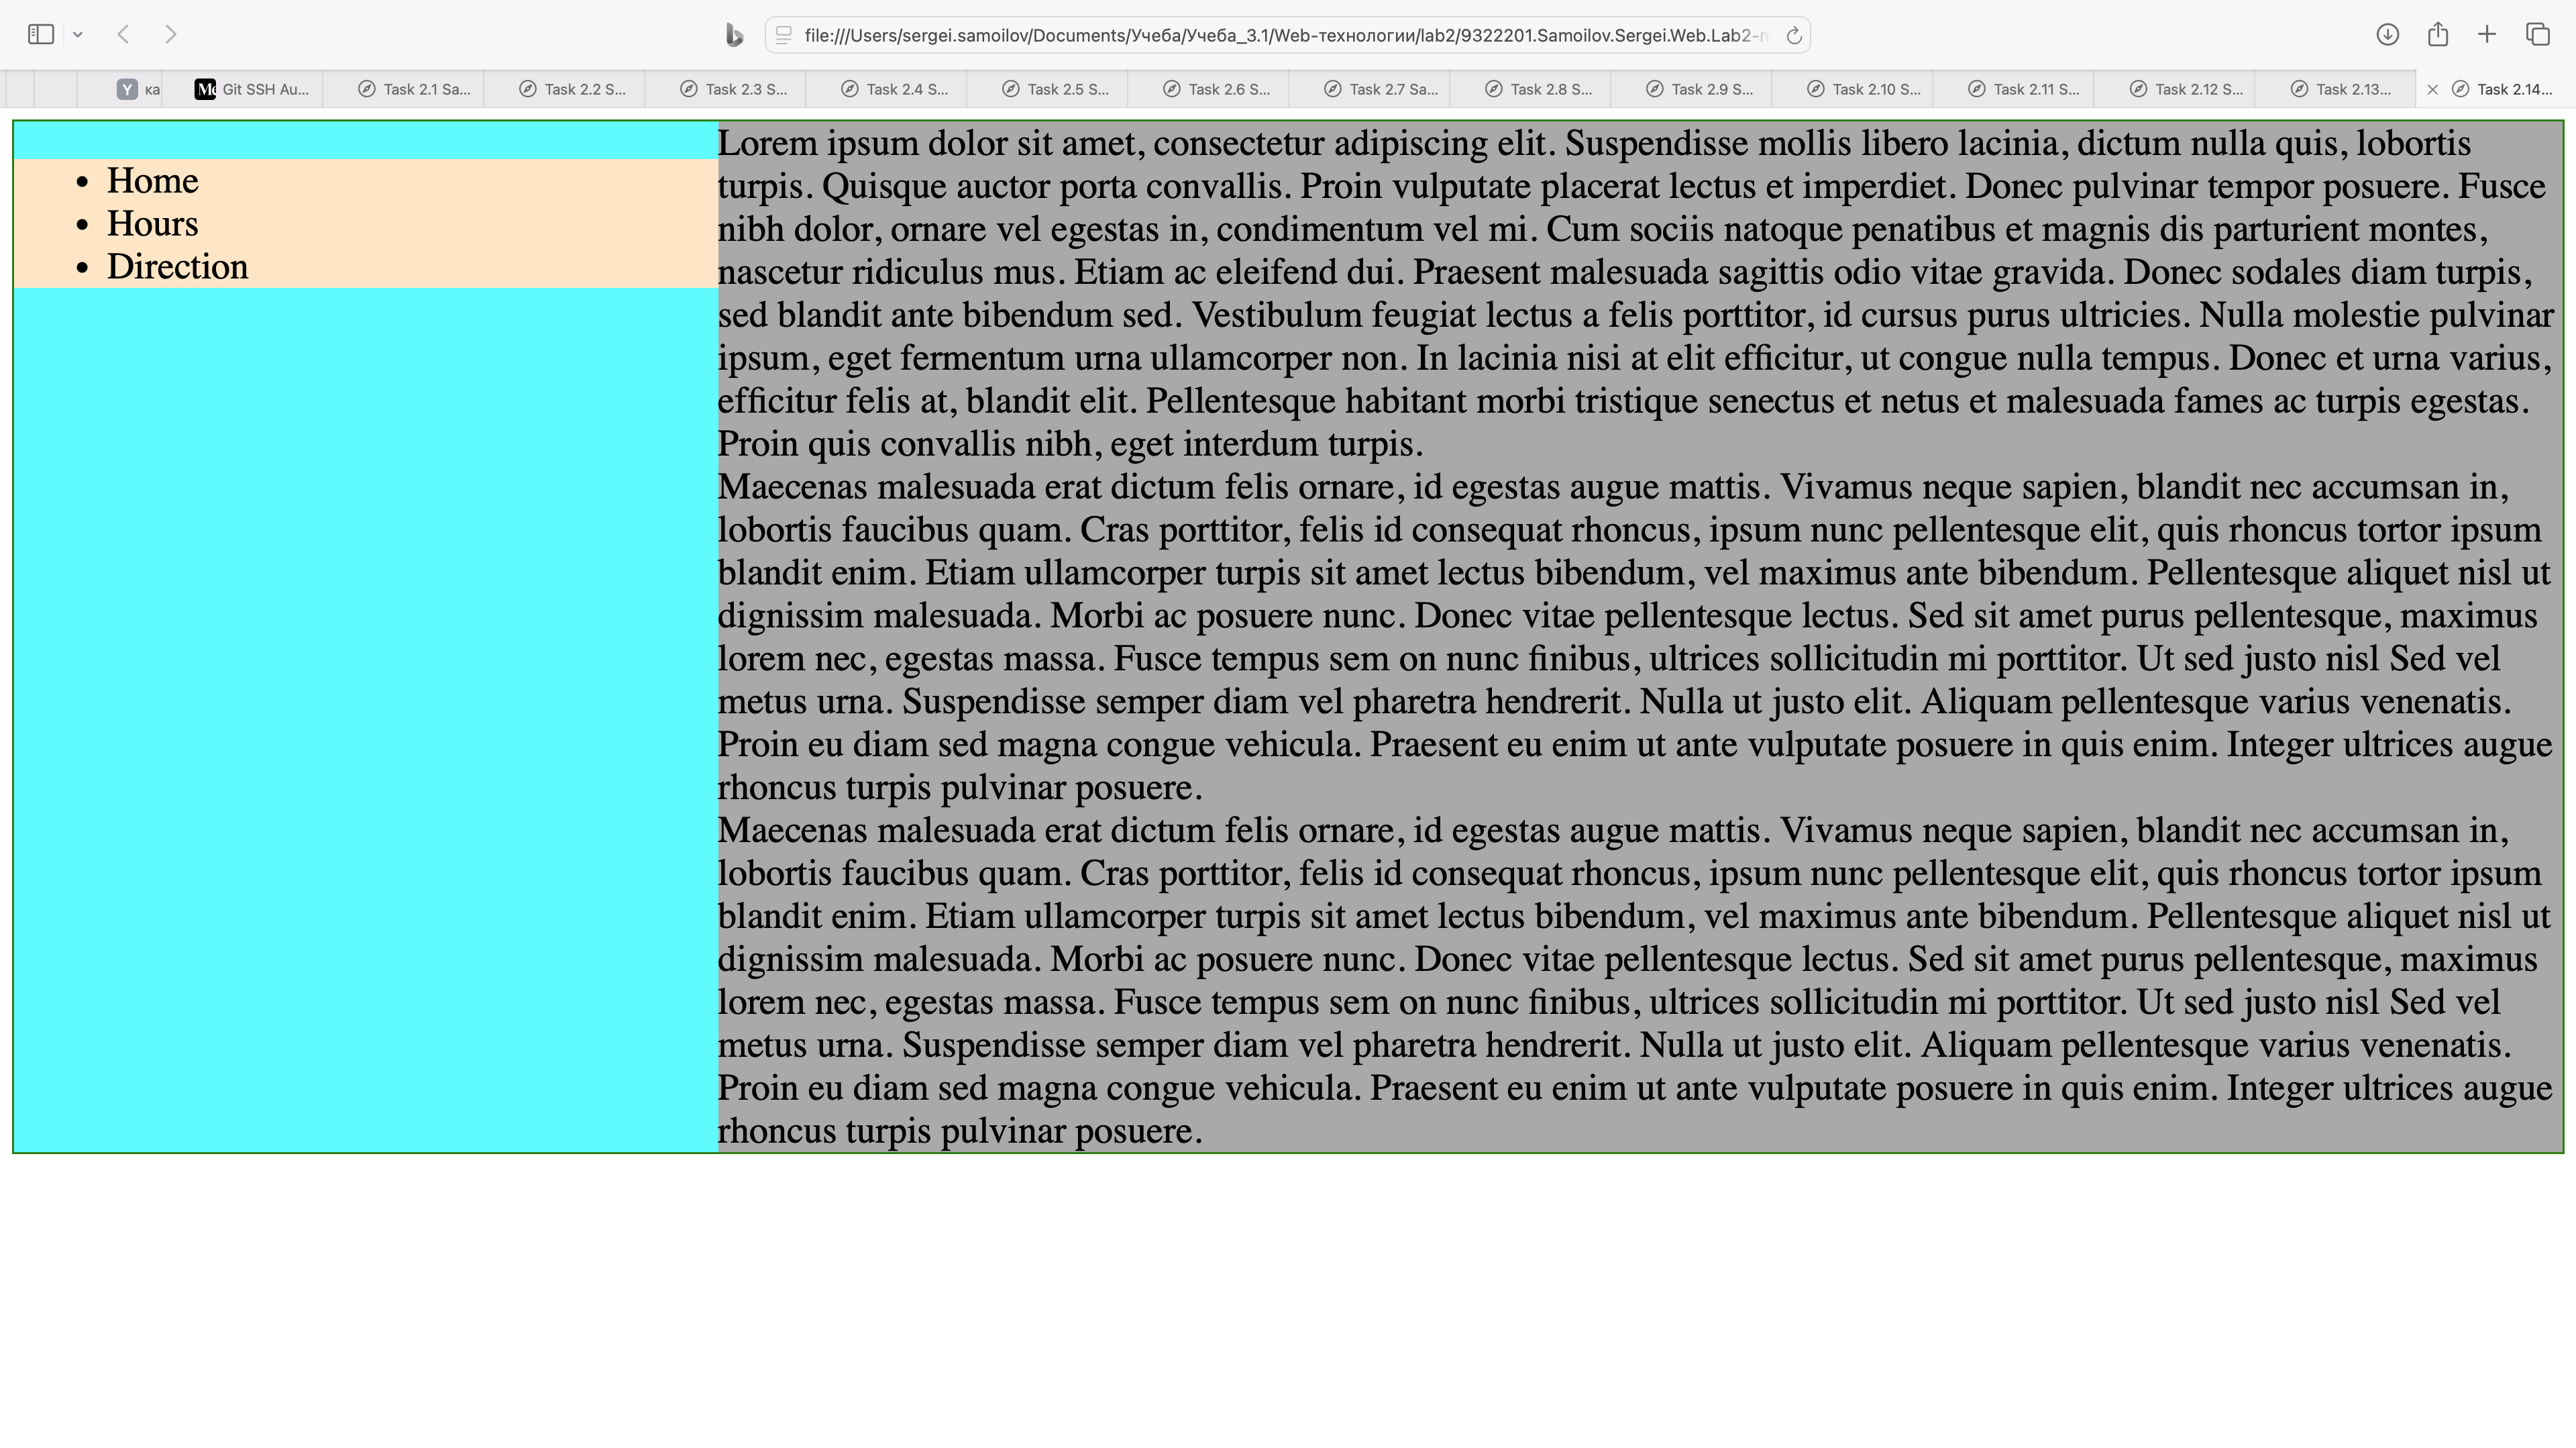 file:///Users/sergei.samoilov/Documents/Учеба/Учеба_3.1/Web-технологии/lab2/9322201.Samoilov.Sergei.Web.Lab2-
Y ка
Git SSH Au...
Task 2.1 Sa...
Task 2.2 S...
Task 2.3 S...
Task 2.4 S...
Task 2.5 S...
Task 2.6 S...
Task 2.7 Sa...
Task 2.8 S...
Task 2.9 S...
Task 2.10 S...
Task 2.11 S...
Task 2.12 S...
Task 2.13...
Task 2.14...
Home
Hours
Direction
Lorem ipsum dolor sit amet, consectetur adipiscing elit. Suspendisse mollis libero lacinia, dictum nulla quis, lobortis
turpis. Quisque auctor porta convallis. Proin vulputate placerat lectus et imperdiet. Donec pulvinar tempor posuere. Fusce
nibh dolor, ornare vel egestas in, condimentum vel mi. Cum sociis natoque penatibus et magnis dis parturient montes,
nascetur ridiculus mus. Etiam ac eleifend dui. Praesent malesuada sagittis odio vitae gravida. Donec sodales diam turpis,
sed blandit ante bibendum sed. Vestibulum feugiat lectus a felis porttitor, id cursus purus ultricies. Nulla molestie pulvinar
ipsum, eget fermentum urna ullamcorper non. In lacinia nisi at elit efficitur, ut congue nulla tempus. Donec et urna varius,
efficitur felis at, blandit elit. Pellentesque habitant morbi tristique senectus et netus et malesuada fames ac turpis egestas.
Proin quis convallis nibh, eget interdum turpis.
Maecenas malesuada erat dictum felis ornare, id egestas augue mattis. Vivamus neque sapien, blandit nec accumsan in,
lobortis faucibus quam. Cras porttitor, felis id consequat rhoncus, ipsum nunc pellentesque elit, quis rhoncus tortor ipsum
blandit enim. Etiam ullamcorper turpis sit amet lectus bibendum, vel maximus ante bibendum. Pellentesque aliquet nisl ut
dignissim malesuada. Morbi ac posuere nunc. Donec vitae pellentesque lectus. Sed sit amet purus pellentesque, maximus
lorem nec, egestas massa. Fusce tempus sem on nunc finibus, ultrices sollicitudin mi porttitor. Ut sed justo nisl Sed vel
metus urna. Suspendisse semper diam vel pharetra hendrerit. Nulla ut justo elit. Aliquam pellentesque varius venenatis.
Proin eu diam sed magna congue vehicula. Praesent eu enim ut ante vulputate posuere in quis enim. Integer ultrices augue
rhoncus turpis pulvinar posuere.
Maecenas malesuada erat dictum felis ornare, id egestas augue mattis. Vivamus neque sapien, blandit nec accumsan in,
lobortis faucibus quam. Cras porttitor, felis id consequat rhoncus, ipsum nunc pellentesque elit, quis rhoncus tortor ipsum
blandit enim. Etiam ullamcorper turpis sit amet lectus bibendum, vel maximus ante bibendum. Pellentesque aliquet nisl ut
dignissim malesuada. Morbi ac posuere nunc. Donec vitae pellentesque lectus. Sed sit amet purus pellentesque, maximus
lorem nec, egestas massa. Fusce tempus sem on nunc finibus, ultrices sollicitudin mi porttitor. Ut sed justo nisl Sed vel
metus urna. Suspendisse semper diam vel pharetra hendrerit. Nulla ut justo elit. Aliquam pellentesque varius venenatis.
Proin eu diam sed magna congue vehicula. Praesent eu enim ut ante vulputate posuere in quis enim. Integer ultrices augue
rhoncus turpis pulvinar posuere.